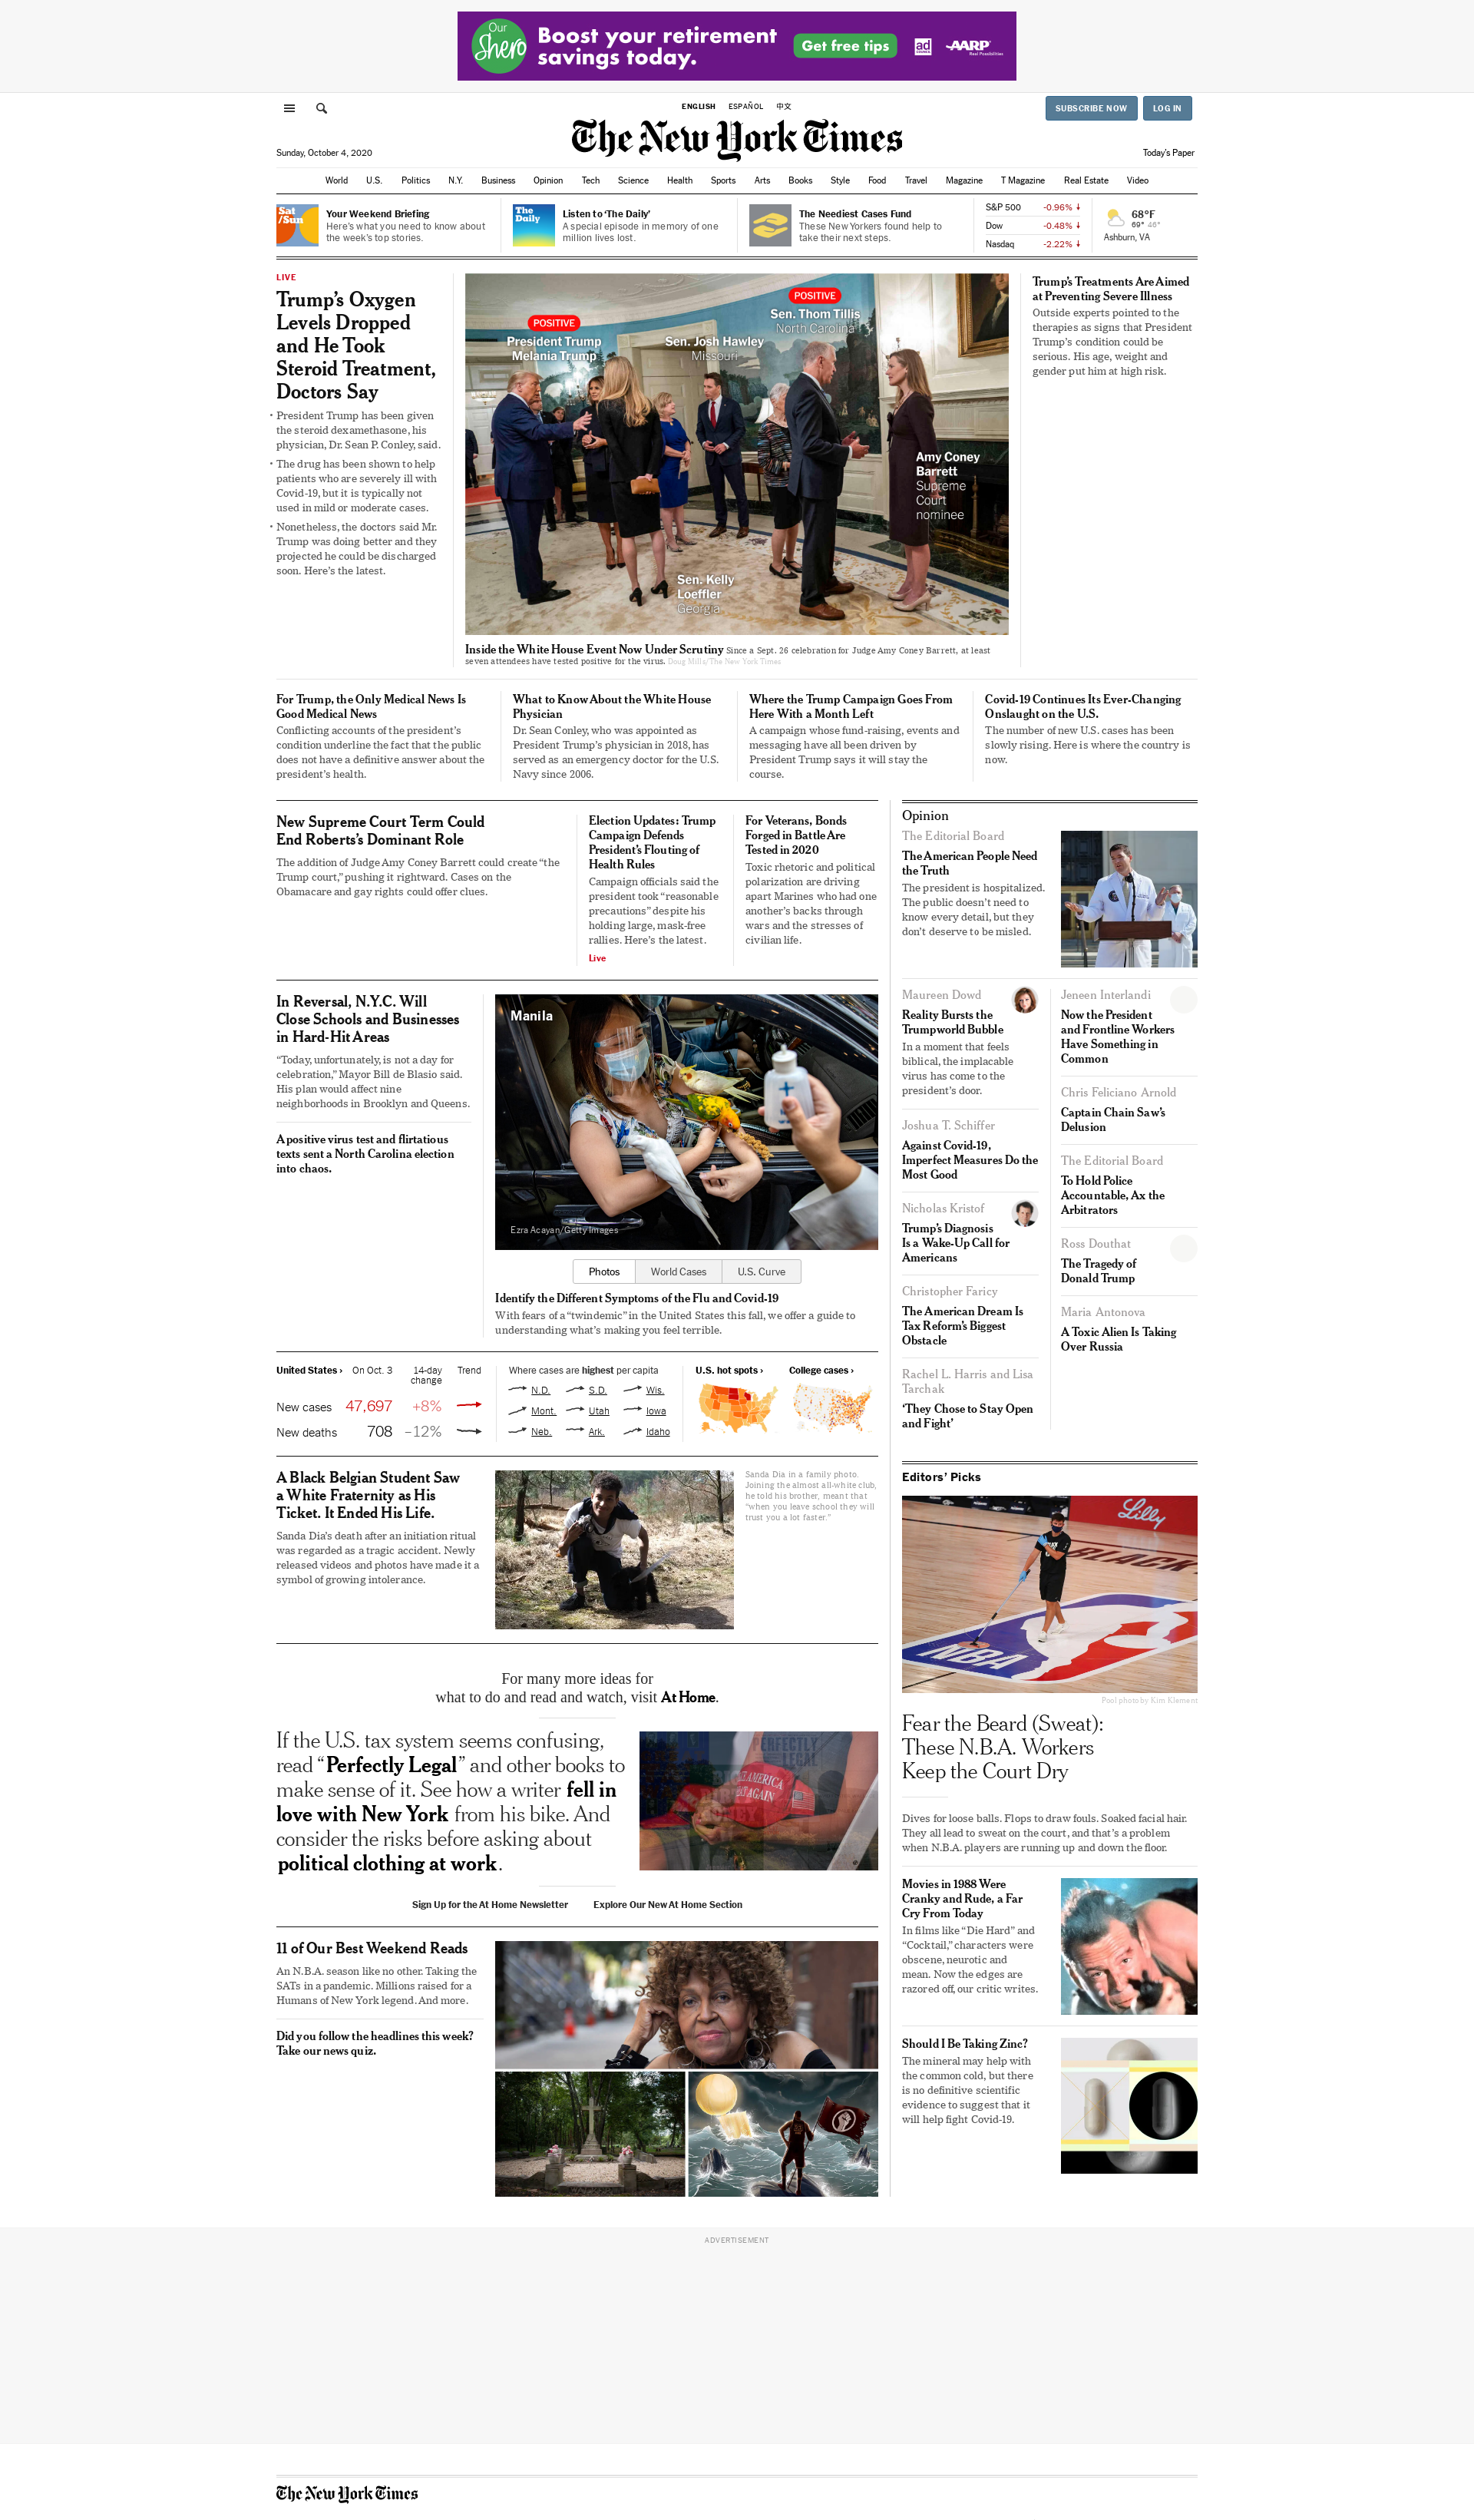 Our
Shero
Boost your retirement
savings today.
Get free tips
ad
AARP
Real Possibilities
ENGLISH ESPAÑOL 中文
SUBSCRIBE NOW LOG IN
The New York Times
Sunday, October 4, 2020
Today's Paper
World U.S. Politics N.Y. Business Opinion Tech Science Health Sports Arts Books Style Food Travel Magazine T Magazine Real Estate Video
Sat/
Sun
Your Weekend Briefing
Here's what you need to know about
the week's top stories.
The
Daily
Listen to 'The Daily'
A special episode in memory of one
million lives lost.
The Neediest Cases Fund
These New Yorkers found help to
take their next steps.
S&P 500 -0.96% ↓
Dow -0.48% ↓
Nasdaq -2.22% ↓
68°F
69° 46°
Ashburn, VA
LIVE
Trump's Oxygen
Levels Dropped
and He Took
Steroid Treatment,
Doctors Say
• President Trump has been given
the steroid dexamethasone, his
physician, Dr. Sean P. Conley, said.
• The drug has been shown to help
patients who are severely ill with
Covid-19, but it is typically not
used in mild or moderate cases.
• Nonetheless, the doctors said Mr.
Trump was doing better and they
projected he could be discharged
soon. Here's the latest.
POSITIVE
President Trump
Melania Trump
Sen. Josh Hawley
Missouri
POSITIVE
Sen. Thom Tillis
North Carolina
Amy Coney
Barrett
Supreme
Court
nominee
Sen. Kelly
Loeffler
Georgia
Inside the White House Event Now Under Scrutiny Since a Sept. 26 celebration for Judge Amy Coney Barrett, at least
seven attendees have tested positive for the virus. Doug Mills/The New York Times
Trump's Treatments Are Aimed
at Preventing Severe Illness
Outside experts pointed to the
therapies as signs that President
Trump's condition could be
serious. His age, weight and
gender put him at high risk.
For Trump, the Only Medical News Is
Good Medical News
Conflicting accounts of the president's
condition underline the fact that the public
does not have a definitive answer about the
president's health.
What to Know About the White House
Physician
Dr. Sean Conley, who was appointed as
President Trump's physician in 2018, has
served as an emergency doctor for the U.S.
Navy since 2006.
Where the Trump Campaign Goes From
Here With a Month Left
A campaign whose fund-raising, events and
messaging have all been driven by
President Trump says it will stay the
course.
Covid-19 Continues Its Ever-Changing
Onslaught on the U.S.
The number of new U.S. cases has been
slowly rising. Here is where the country is
now.
New Supreme Court Term Could
End Roberts's Dominant Role
The addition of Judge Amy Coney Barrett could create “the
Trump court,” pushing it rightward. Cases on the
Obamacare and gay rights could offer clues.
Election Updates: Trump
Campaign Defends
President's Flouting of
Health Rules
Campaign officials said the
president took “reasonable
precautions” despite his
holding large, mask-free
rallies. Here's the latest.
Live
For Veterans, Bonds
Forged in Battle Are
Tested in 2020
Toxic rhetoric and political
polarization are driving
apart Marines who had one
another's backs through
wars and the stresses of
civilian life.
In Reversal, N.Y.C. Will
Close Schools and Businesses
in Hard-Hit Areas
“Today, unfortunately, is not a day for
celebration,” Mayor Bill de Blasio said.
His plan would affect nine
neighborhoods in Brooklyn and Queens.
A positive virus test and flirtatious
texts sent a North Carolina election
into chaos.
Manila
Ezra Acayan/Getty Images
Photos World Cases U.S. Curve
Identify the Different Symptoms of the Flu and Covid-19
With fears of a “twindemic” in the United States this fall, we offer a guide to
understanding what's making you feel terrible.
United States › On Oct. 3 14-day
change Trend
New cases 47,697 +8%
New deaths 708 –12%
Where cases are highest per capita
N.D. S.D. Wis.
Mont. Utah Iowa
Neb. Ark. Idaho
U.S. hot spots ›
College cases ›
A Black Belgian Student Saw
a White Fraternity as His
Ticket. It Ended His Life.
Sanda Dia's death after an initiation ritual
was regarded as a tragic accident. Newly
released videos and photos have made it a
symbol of growing intolerance.
Sanda Dia in a family photo.
Joining the almost all-white club,
he told his brother, meant that
“when you leave school they will
trust you a lot faster.”
For many more ideas for
what to do and read and watch, visit At Home.
If the U.S. tax system seems confusing,
read “Perfectly Legal” and other books to
make sense of it. See how a writer fell in
love with New York from his bike. And
consider the risks before asking about
political clothing at work.
Sign Up for the At Home Newsletter Explore Our New At Home Section
11 of Our Best Weekend Reads
An N.B.A. season like no other. Taking the
SATs in a pandemic. Millions raised for a
Humans of New York legend. And more.
Did you follow the headlines this week?
Take our news quiz.
Opinion
The Editorial Board
The American People Need
the Truth
The president is hospitalized.
The public doesn't need to
know every detail, but they
don't deserve to be misled.
Maureen Dowd
Reality Bursts the
Trumpworld Bubble
In a moment that feels
biblical, the implacable
virus has come to the
president's door.
Joshua T. Schiffer
Against Covid-19,
Imperfect Measures Do the
Most Good
Nicholas Kristof
Trump's Diagnosis
Is a Wake-Up Call for
Americans
Christopher Faricy
The American Dream Is
Tax Reform's Biggest
Obstacle
Rachel L. Harris and Lisa
Tarchak
‘They Chose to Stay Open
and Fight’
Jeneen Interlandi
Now the President
and Frontline Workers
Have Something in
Common
Chris Feliciano Arnold
Captain Chain Saw's
Delusion
The Editorial Board
To Hold Police
Accountable, Ax the
Arbitrators
Ross Douthat
The Tragedy of
Donald Trump
Maria Antonova
A Toxic Alien Is Taking
Over Russia
Editors' Picks
Lilly
NBA
Pool photo by Kim Klement
Fear the Beard (Sweat):
These N.B.A. Workers
Keep the Court Dry
Dives for loose balls. Flops to draw fouls. Soaked facial hair.
They all lead to sweat on the court, and that's a problem
when N.B.A. players are running up and down the floor.
Movies in 1988 Were
Cranky and Rude, a Far
Cry From Today
In films like “Die Hard” and
“Cocktail,” characters were
obscene, neurotic and
mean. Now the edges are
razored off, our critic writes.
Should I Be Taking Zinc?
The mineral may help with
the common cold, but there
is no definitive scientific
evidence to suggest that it
will help fight Covid-19.
ADVERTISEMENT
The New York Times